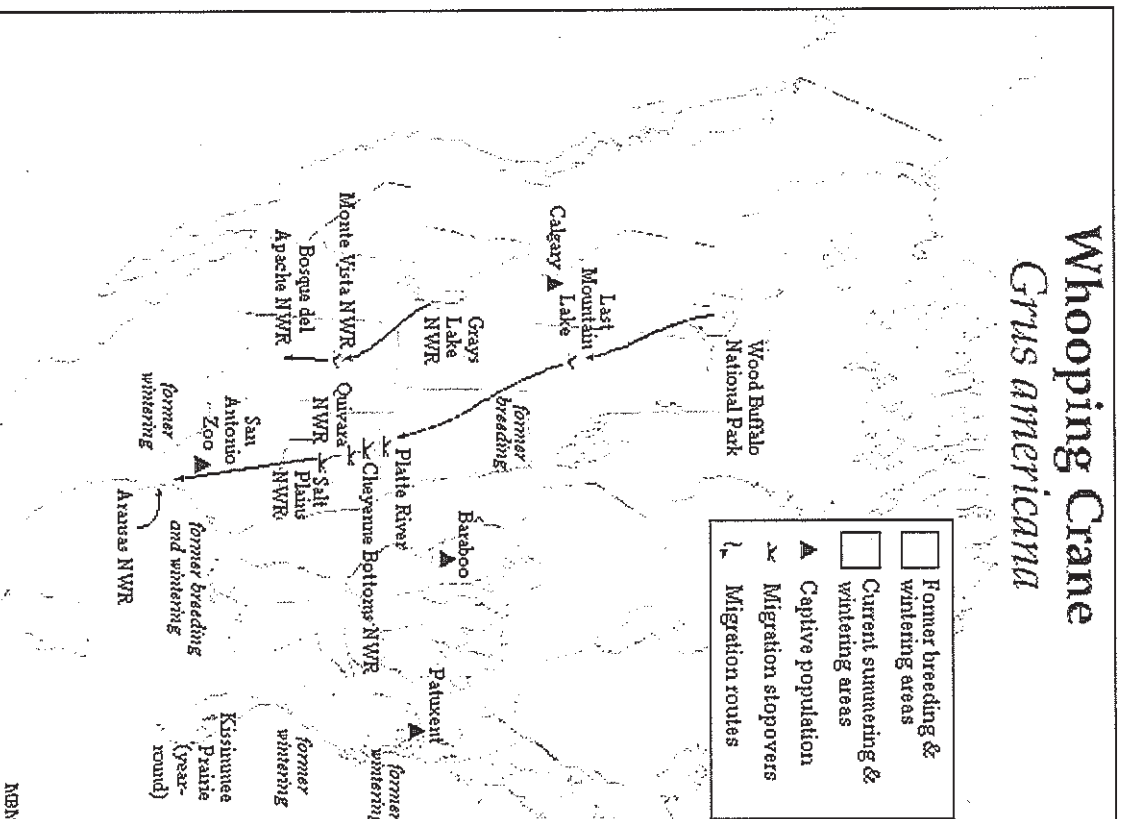 Whooping Crane
Grus americana
Former breeding &
wintering areas
Current summering &
wintering areas
Captive population
Migration stopovers
Migration routes
Wood Buffalo
National Park
Last
Mountain
Lake
Calgary
former
breeding
Grays
Lake
NWR
Baraboo
Platte River
Cheyenne Bottoms NWR
Monte Vista NWR
Quivara
NWR
Salt
Plains
NWR
Bosque del
Apache NWR
Patuxent
former
wintering
San
Antonio
Zoo
former
wintering
former
wintering
former breeding
and wintering
Aransas NWR
Kissimmee
Prairie
(year-
round)